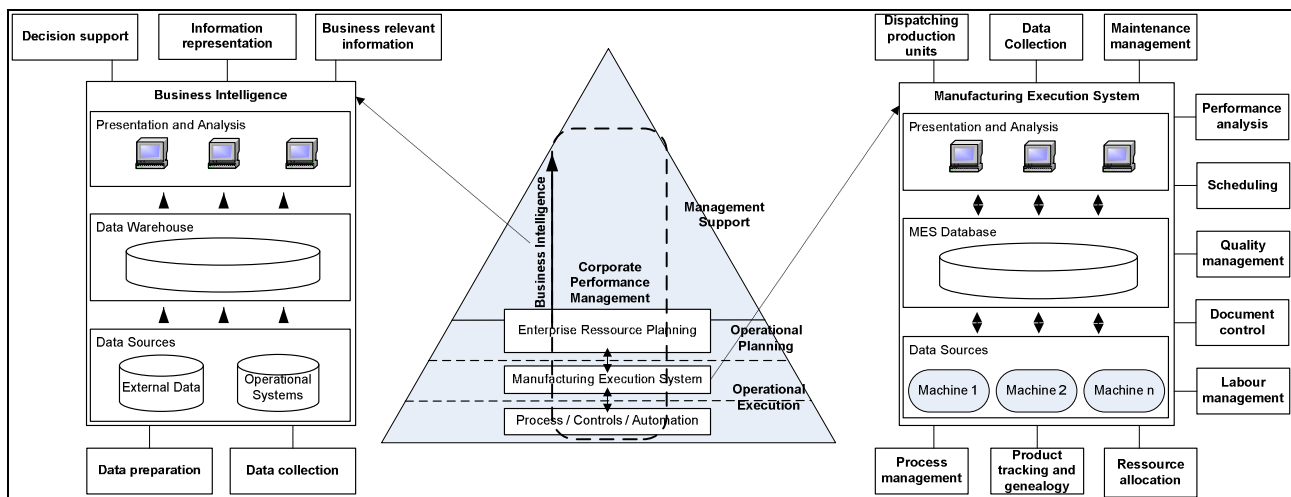 Decision support
Information
representation
Business relevant
information
Business Intelligence
Presentation and Analysis
Data Warehouse
Data Sources
External Data
Operational
Systems
Data preparation
Data collection
Business Intelligence
Management
Support
Corporate
Performance
Management
Enterprise Ressource Planning
Operational
Planning
Manufacturing Execution System
Operational
Execution
Process / Controls / Automation
Dispatching
production
units
Data
Collection
Maintenance
management
Manufacturing Execution System
Presentation and Analysis
MES Database
Data Sources
Machine 1
Machine 2
Machine n
Performance
analysis
Scheduling
Quality
management
Document
control
Labour
management
Process
management
Product
tracking and
genealogy
Ressource
allocation